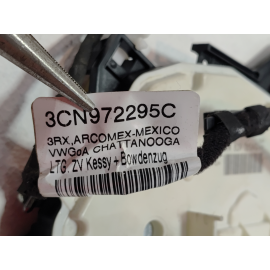 3CN972295C
3RX,ARCOMEX-MEXICO
VWGoA CHATTANOOGA
LTG. ZV Kessy + Bowdenzug